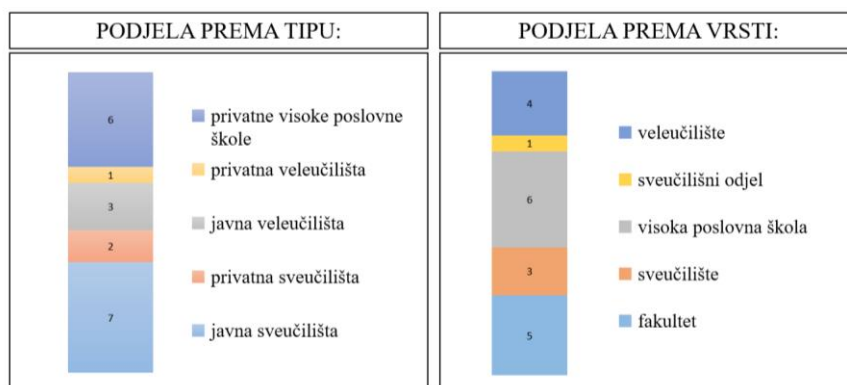 PODJELA PREMA TIPU:
6
1
3
2
7
privatne visoke poslovne
škole
privatna veleučilišta
javna veleučilišta
privatna sveučilišta
javna sveučilišta
PODJELA PREMA VRSTI:
4
1
6
3
5
veleučilište
sveučilišni odjel
visoka poslovna škola
sveučilište
fakultet